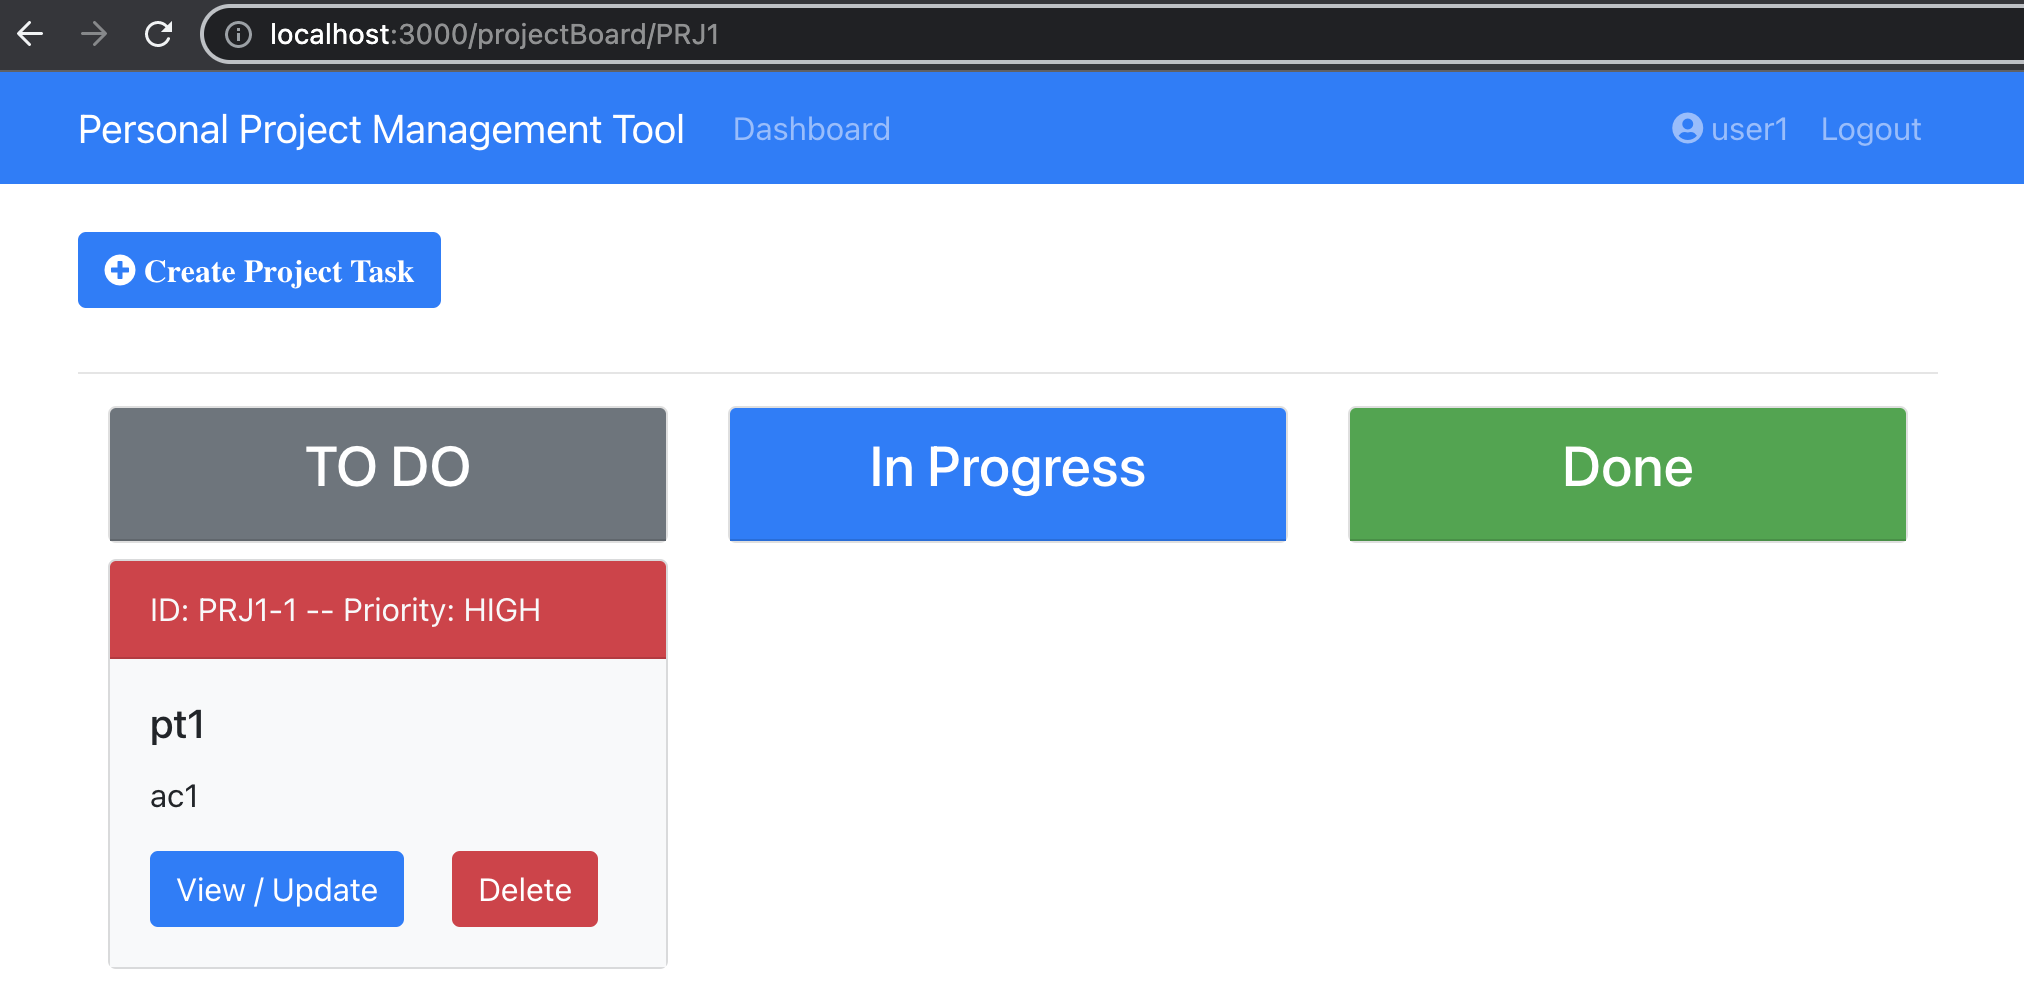 localhost:3000/projectBoard/PRJ1
Personal Project Management Tool Dashboard user1 Logout
Create Project Task
TO DO In Progress Done
ID: PRJ1-1 -- Priority: HIGH
pt1
ac1
View / Update Delete